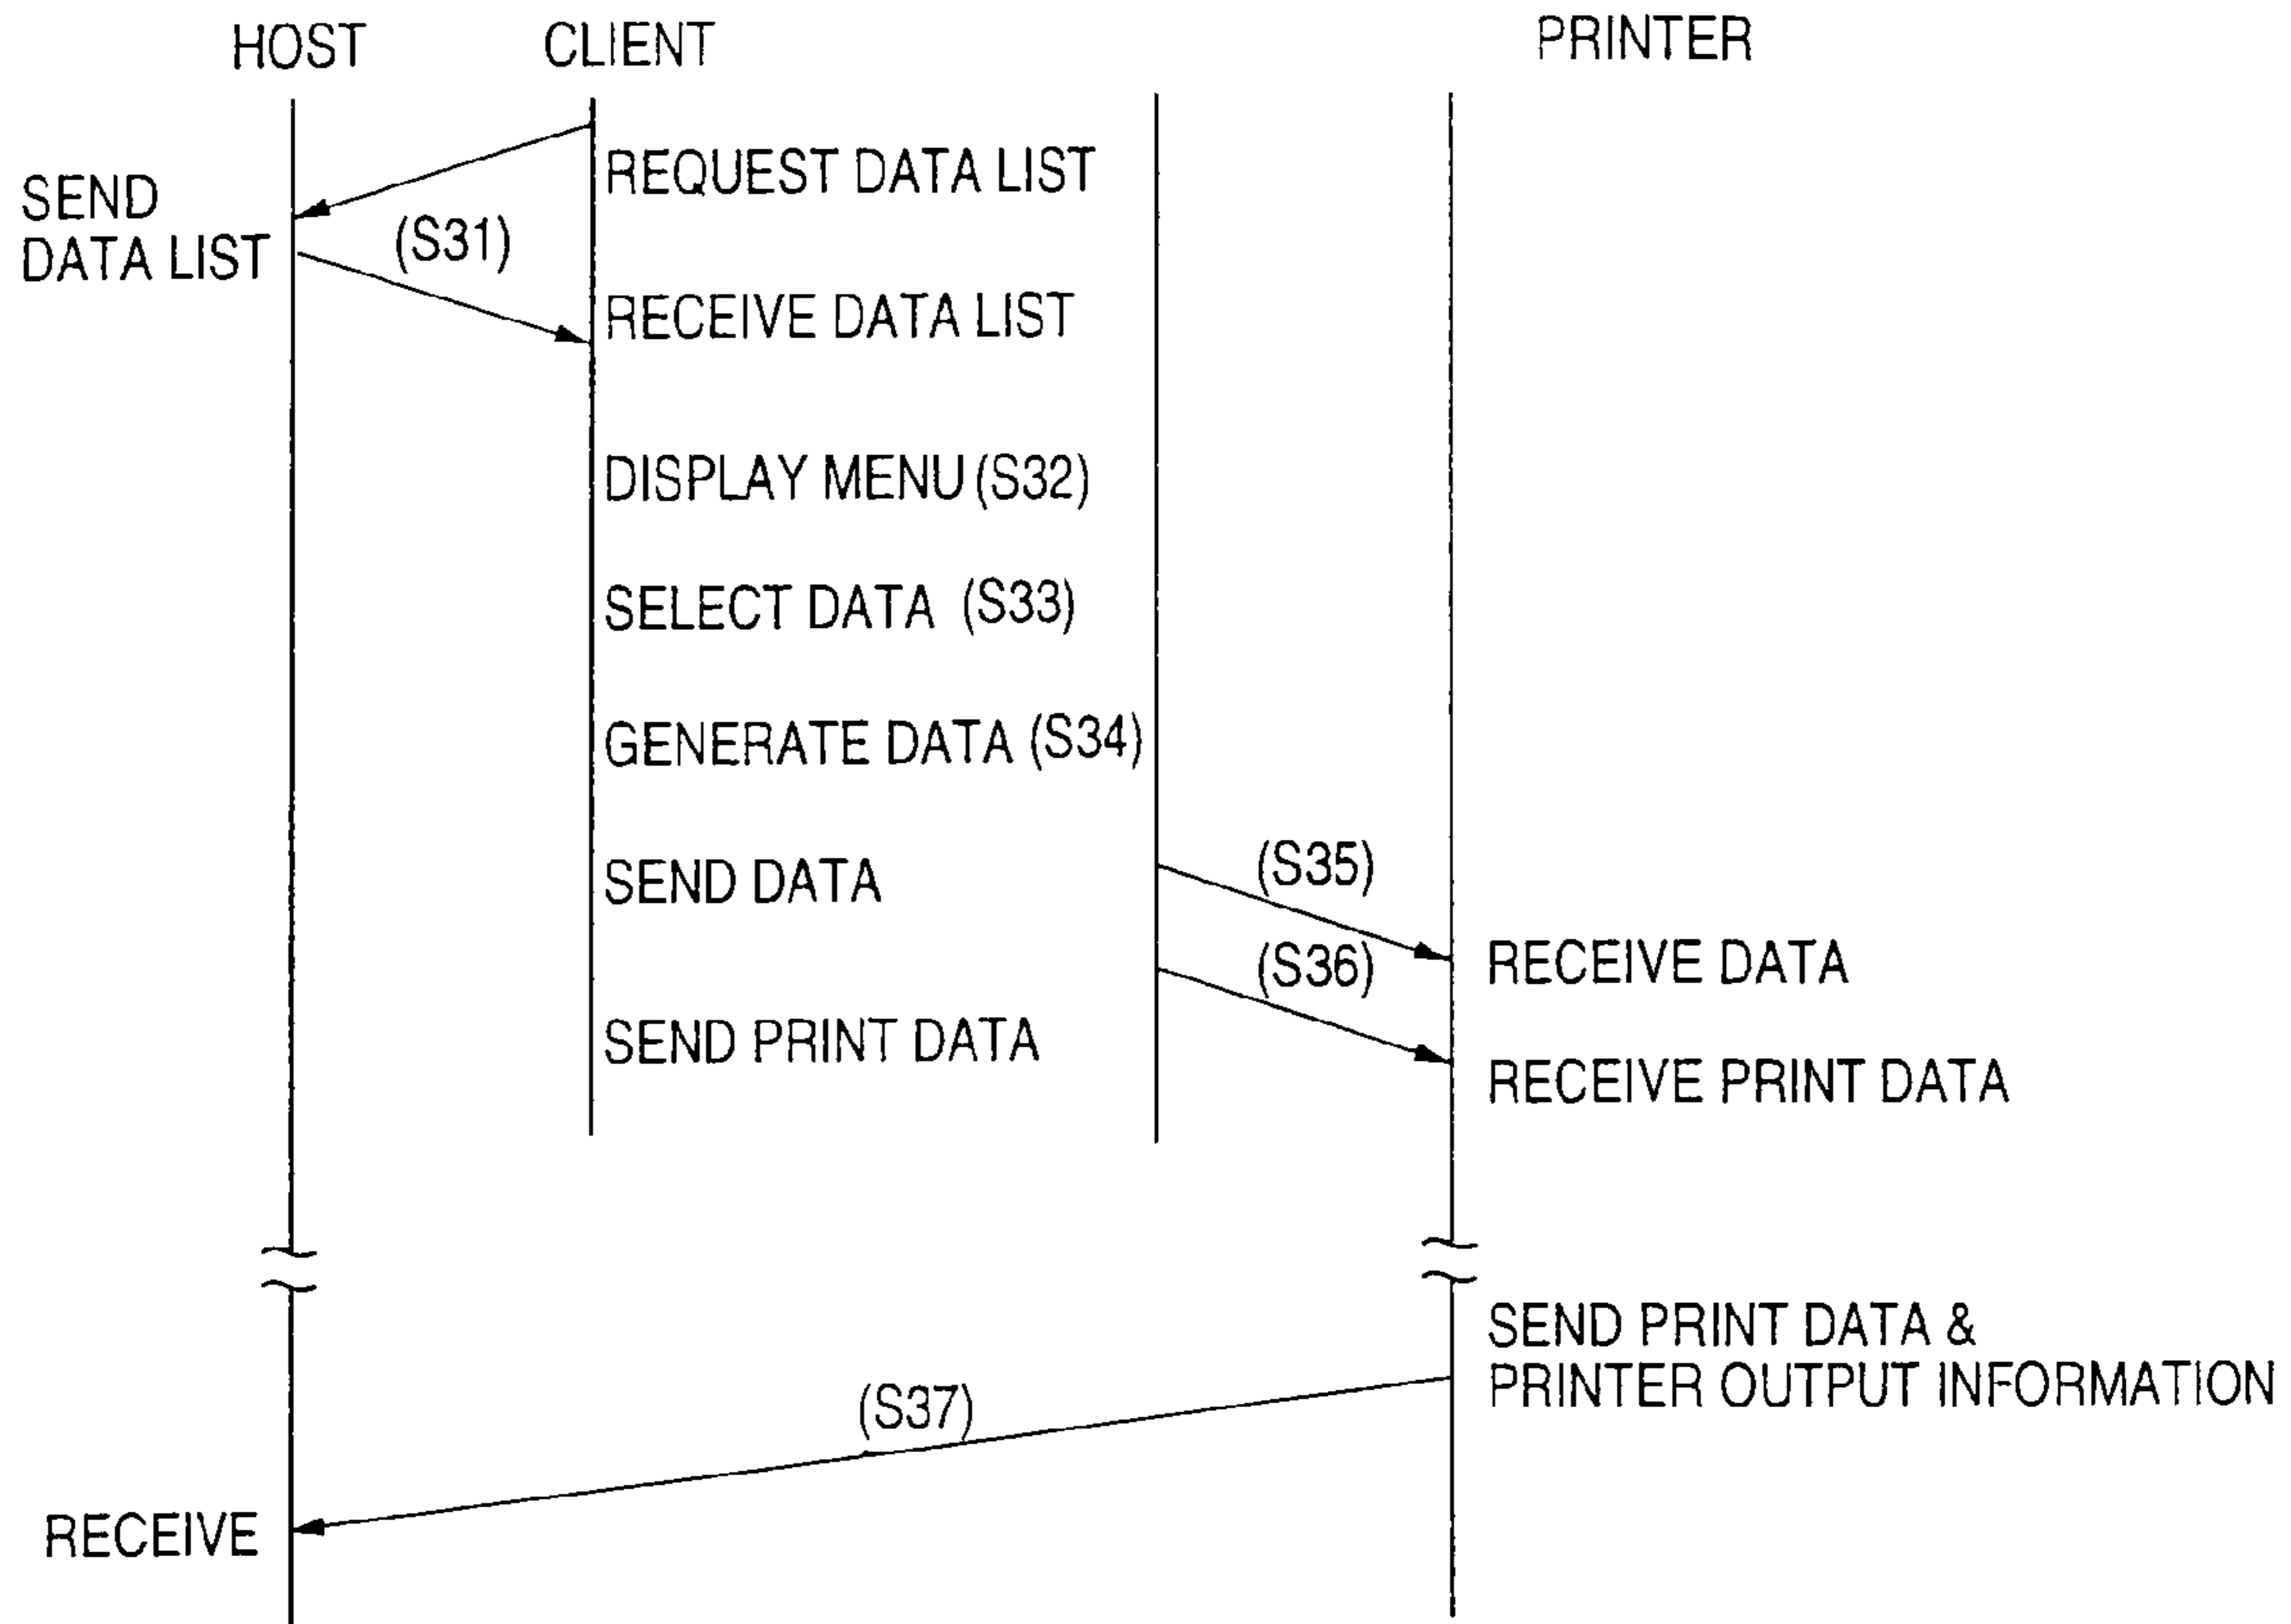 HOST CLIENT PRINTER
REQUEST DATA LIST
SEND
DATA LIST
(S31)
RECEIVE DATA LIST
DISPLAY MENU (S32)
SELECT DATA (S33)
GENERATE DATA (S34)
SEND DATA
(S35)
RECEIVE DATA
(S36)
SEND PRINT DATA
RECEIVE PRINT DATA
SEND PRINT DATA &
PRINTER OUTPUT INFORMATION
(S37)
RECEIVE